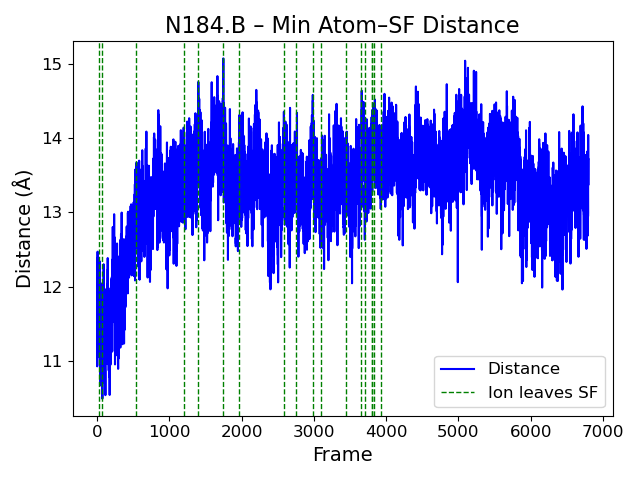 N184.B – Min Atom–SF Distance
Distance (Å)
15
14
13
12
11
0 1000 2000 3000 4000 5000 6000 7000
Frame
Distance
Ion leaves SF